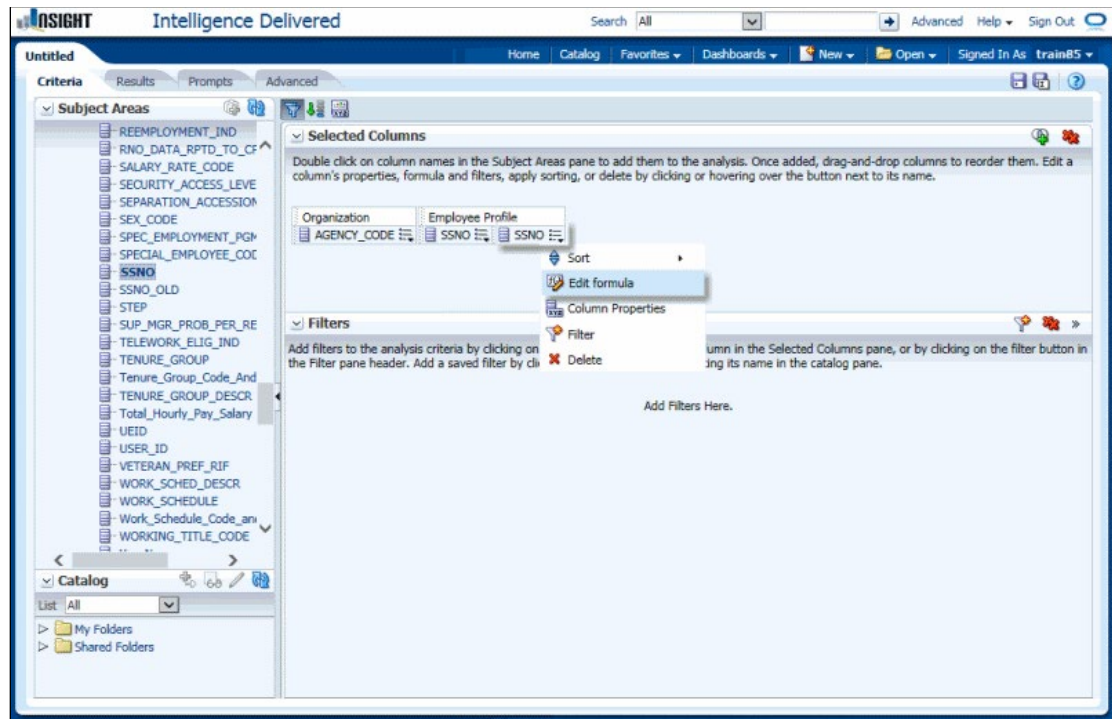 INSIGHT Intelligence Delivered Search All Advanced Help Sign Out
Untitled Home Catalog Favorites Dashboards New Open Signed In As train85
Criteria Results Prompts Advanced
Subject Areas
REEMPLOYMENT_IND
RNO_DATA_RPTD_TO_CF
SALARY_RATE_CODE
SECURITY_ACCESS_LEVE
SEPARATION_ACCESSION
SEX_CODE
SPEC_EMPLOYMENT_PGM
SPECIAL_EMPLOYEE_COD
SSNO
SSNO_OLD
STEP
SUP_MGR_PROB_PER_RE
TELEWORK_ELIG_IND
TENURE_GROUP
Tenure_Group_Code_And
TENURE_GROUP_DESCR
Total_Hourly_Pay_Salary
UEID
USER_ID
VETERAN_PREF_RIF
WORK_SCHED_DESCR
WORK_SCHEDULE
Work_Schedule_Code_an
WORKING_TITLE_CODE
Catalog
List All
My Folders
Shared Folders
Selected Columns
Double click on column names in the Subject Areas pane to add them to the analysis. Once added, drag-and-drop columns to reorder them. Edit a
column's properties, formula and filters, apply sorting, or delete by clicking or hovering over the button next to its name.
Organization Employee Profile
AGENCY_CODE SSNO SSNO
Sort
Edit formula
Column Properties
Filter
Delete
Filters
Add filters to the analysis criteria by clicking on umn in the Selected Columns pane, or by clicking on the filter button in
the Filter pane header. Add a saved filter by cli ing its name in the catalog pane.
Add Filters Here.